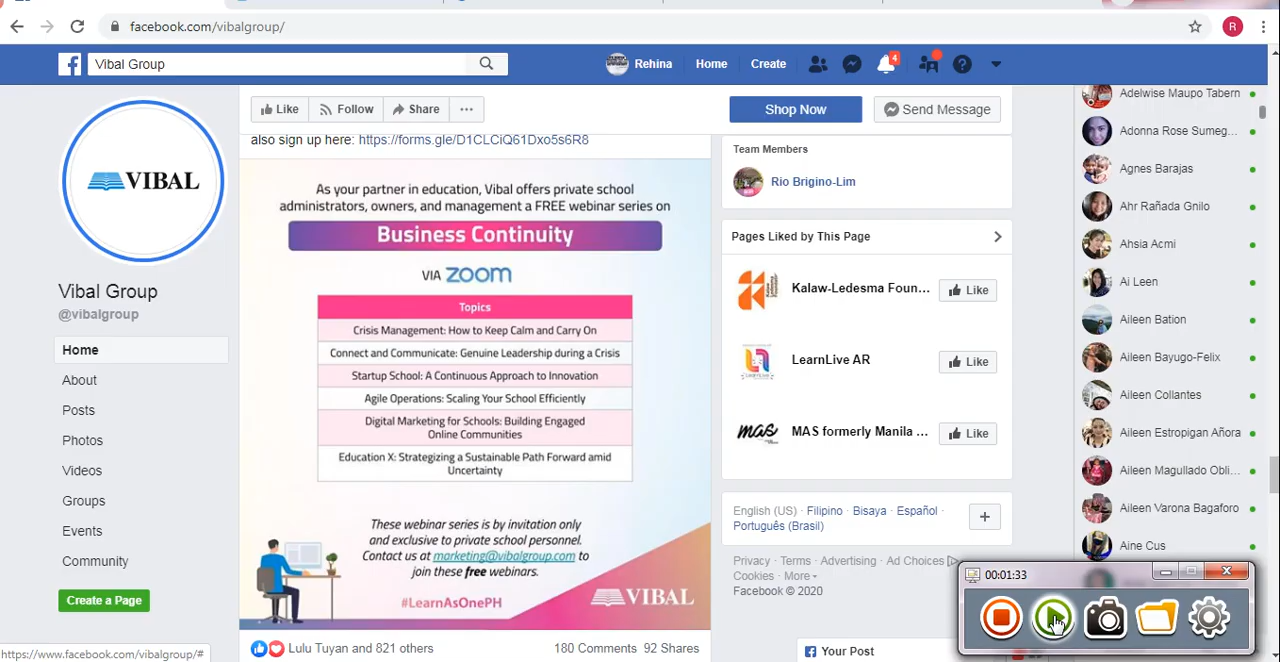 facebook.com/vibalgroup/
R
Vibal Group
Rehina
Home
Create
4
Like
Follow
Share
Shop Now
Send Message
VIBAL
Vibal Group
@vibalgroup
Home
About
Posts
Photos
Videos
Groups
Events
Community
Create a Page
https://www.facebook.com/vibalgroup/#
also sign up here: https://forms.gle/D1CLCiQ61Dxo5s6R8
As your partner in education, Vibal offers private school
administrators, owners, and management a FREE webinar series on
Business Continuity
VIA zoom
Topics
Crisis Management: How to Keep Calm and Carry On
Connect and Communicate: Genuine Leadership during a Crisis
Startup School: A Continuous Approach to Innovation
Agile Operations: Scaling Your School Efficiently
Digital Marketing for Schools: Building Engaged
Online Communities
Education X: Strategizing a Sustainable Path Forward amid
Uncertainty
These webinar series is by invitation only
and exclusive to private school personnel.
Contact us at marketing@vibalgroup.com to
join these free webinars.
#LearnAsOnePH
VIBAL
Lulu Tuyan and 821 others
180 Comments 92 Shares
Team Members
Rio Brigino-Lim
Pages Liked by This Page
Kalaw-Ledesma Foun...
Like
LearnLive AR
Like
mas
MAS formerly Manila ...
Like
English (US) · Filipino · Bisaya · Español ·
Português (Brasil)
Privacy · Terms · Advertising · Ad Choices
Cookies · More
Facebook © 2020
Your Post
Adelwise Maupo Tabern
Adonna Rose Sumeg...
Agnes Barajas
Ahr Rañada Gnilo
Ahsia Acmi
Ai Leen
Aileen Bation
Aileen Bayugo-Felix
Aileen Collantes
Aileen Estropigan Añora
Aileen Magullado Obli...
Aileen Varona Bagaforo
Aine Cus
00:01:33